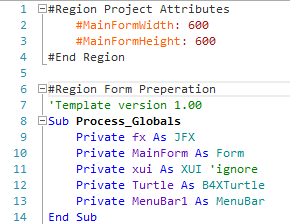 1 #Region Project Attributes
2 #MainFormWidth: 600
3 #MainFormHeight: 600
4 #End Region
5
6 #Region Form Preperation
7 'Template version 1.00
8 Sub Process_Globals
9 Private fx As JFX
10 Private MainForm As Form
11 Private xui As XUI 'ignore
12 Private Turtle As B4XTurtle
13 Private MenuBar1 As MenuBar
14 End Sub